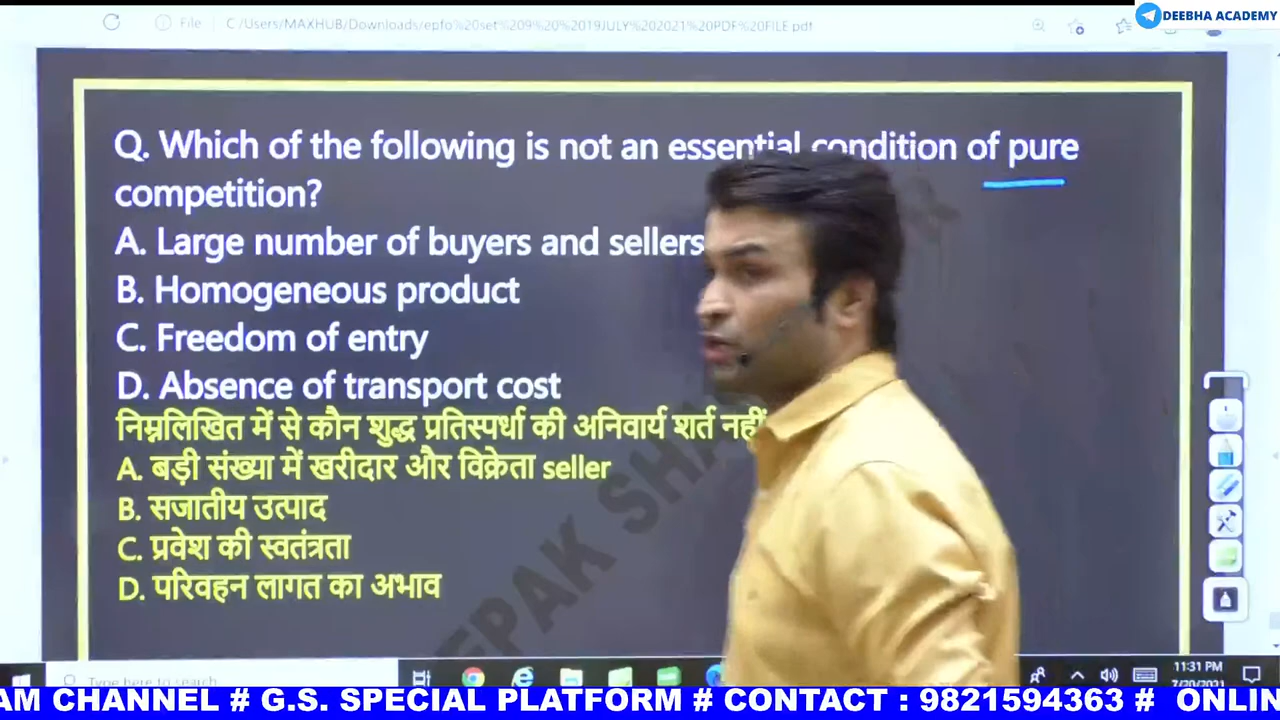 DEEBHA ACADEMY
File C:/Users/MAXHUB/Downloads/epfo%20set%209%20%2019JULY%202021%20PDF%20FILE.pdf
Q. Which of the following is not an essential condition of pure
competition?
A. Large number of buyers and sellers
B. Homogeneous product
C. Freedom of entry
D. Absence of transport cost
निम्नलिखित में से कौन शुद्ध प्रतिस्पर्धा की अनिवार्य शर्त नहीं
A. बड़ी संख्या में खरीदार और विक्रेता seller
B. सजातीय उत्पाद
C. प्रवेश की स्वतंत्रता
D. परिवहन लागत का अभाव
EEPAK SHA
Type here to search
11:31 PM
7/20/2021
AM CHANNEL # G.S. SPECIAL PLATFORM # CONTACT : 9821594363 # ONLIN